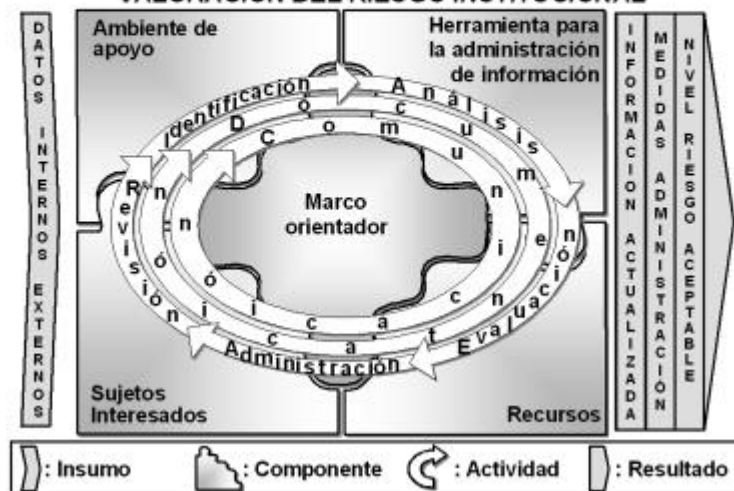 VALORACIÓN DEL RIESGO INSTITUCIONAL
DATOS INTERNOS EXTERNOS
Ambiente de
apoyo
Herramienta para
la administración
de información
Identificación
Análisis
Evaluación
Administración
Revisión
Documentación
Comunicación
Marco
orientador
Sujetos
Interesados
Recursos
INFORMACION ACTUALIZADA
MEDIDAS ADMINISTRACIÓN
NIVEL RIESGO ACEPTABLE
: Insumo
: Componente
: Actividad
: Resultado